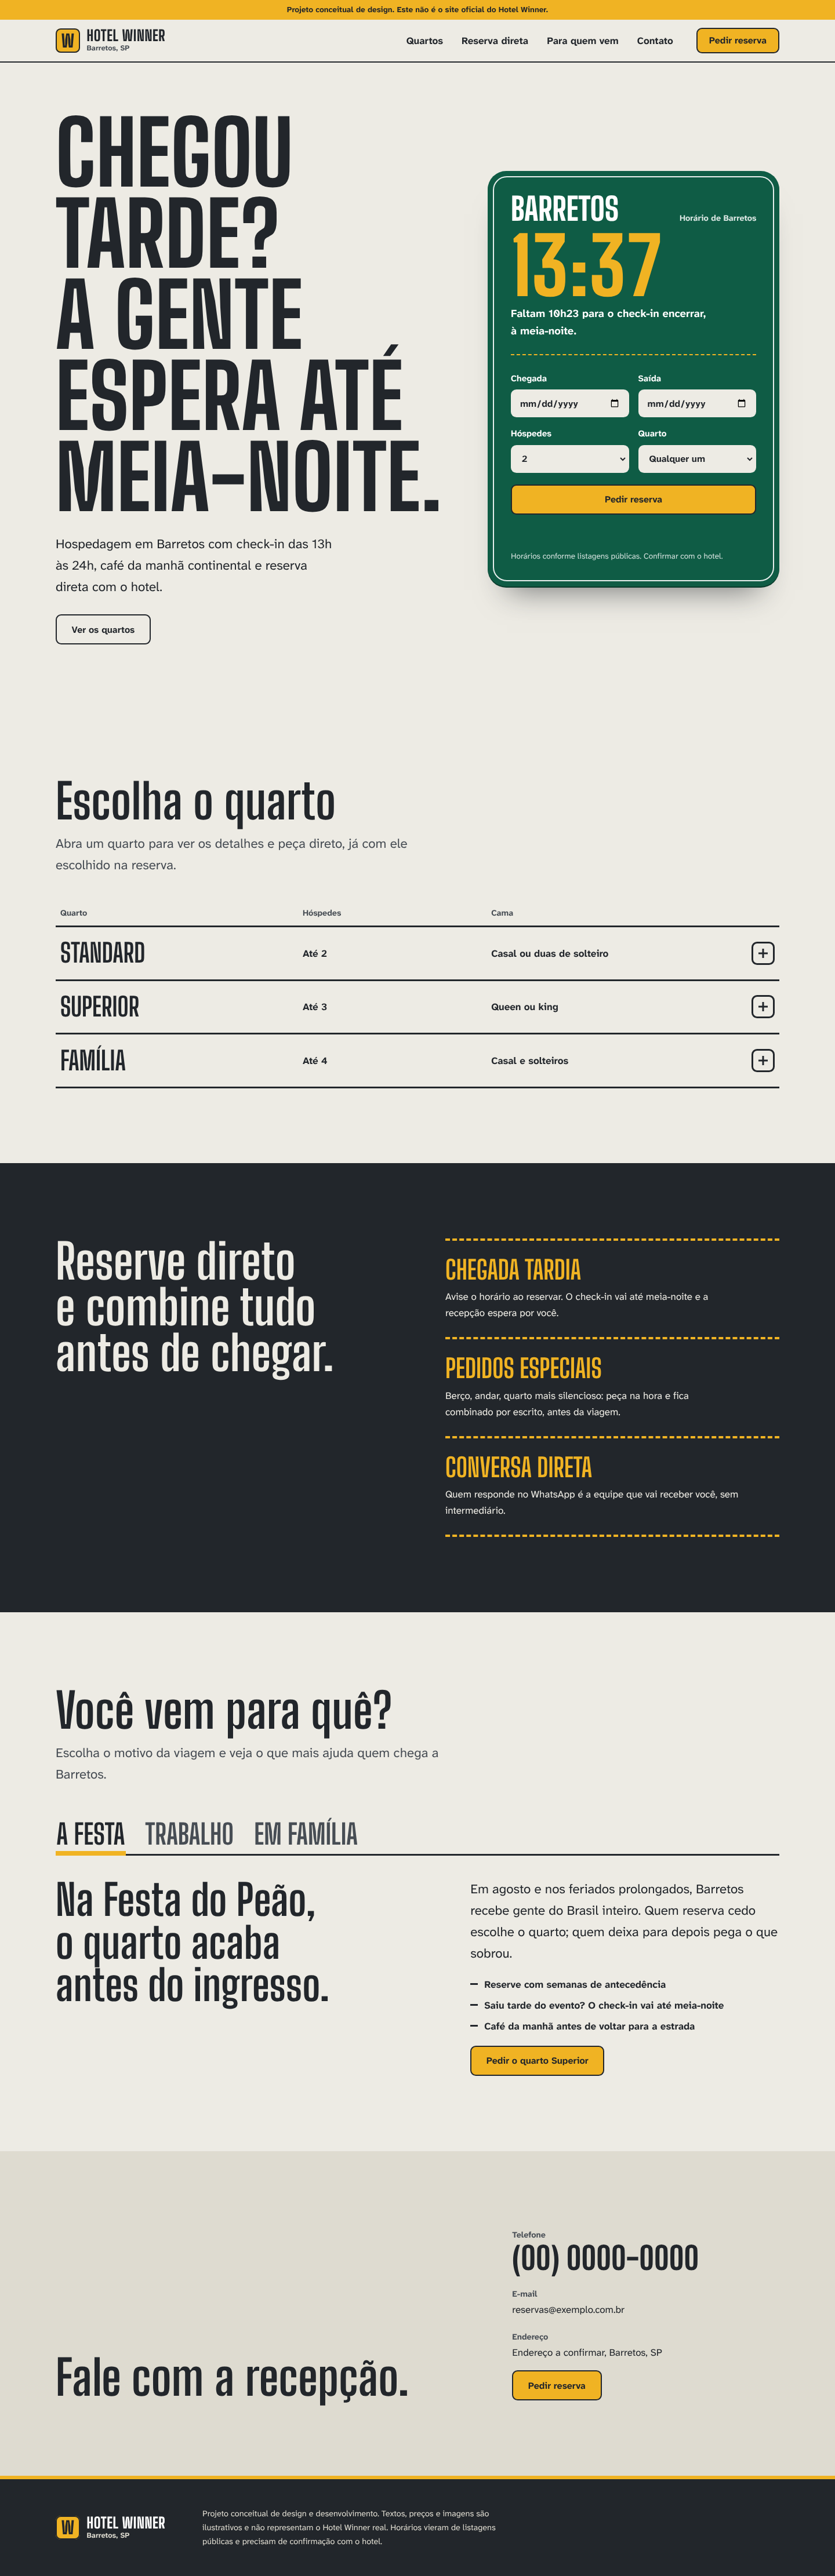 Projeto conceitual de design. Este não é o site oficial do Hotel Winner.
W
HOTEL WINNER
Barretos, SP
Quartos
Reserva direta
Para quem vem
Contato
Pedir reserva
CHEGOU
TARDE?
A GENTE
ESPERA ATÉ
MEIA-NOITE.
Hospedagem em Barretos com check-in das 13h
às 24h, café da manhã continental e reserva
direta com o hotel.
Ver os quartos
BARRETOS
Horário de Barretos
13:37
Faltam 10h23 para o check-in encerrar,
à meia-noite.
Chegada
Saída
mm/dd/yyyy
mm/dd/yyyy
Hóspedes
Quarto
2
Qualquer um
Pedir reserva
Horários conforme listagens públicas. Confirmar com o hotel.
Escolha o quarto
Abra um quarto para ver os detalhes e peça direto, já com ele
escolhido na reserva.
Quarto
Hóspedes
Cama
STANDARD
Até 2
Casal ou duas de solteiro
SUPERIOR
Até 3
Queen ou king
FAMÍLIA
Até 4
Casal e solteiros
Reserve direto
e combine tudo
antes de chegar.
CHEGADA TARDIA
Avise o horário ao reservar. O check-in vai até meia-noite e a
recepção espera por você.
PEDIDOS ESPECIAIS
Berço, andar, quarto mais silencioso: peça na hora e fica
combinado por escrito, antes da viagem.
CONVERSA DIRETA
Quem responde no WhatsApp é a equipe que vai receber você, sem
intermediário.
Você vem para quê?
Escolha o motivo da viagem e veja o que mais ajuda quem chega a
Barretos.
A FESTA
TRABALHO
EM FAMÍLIA
Na Festa do Peão,
o quarto acaba
antes do ingresso.
Em agosto e nos feriados prolongados, Barretos
recebe gente do Brasil inteiro. Quem reserva cedo
escolhe o quarto; quem deixa para depois pega o que
sobrou.
Reserve com semanas de antecedência
Saiu tarde do evento? O check-in vai até meia-noite
Café da manhã antes de voltar para a estrada
Pedir o quarto Superior
Fale com a recepção.
Telefone
(00) 0000-0000
E-mail
reservas@exemplo.com.br
Endereço
Endereço a confirmar, Barretos, SP
Pedir reserva
W
HOTEL WINNER
Barretos, SP
Projeto conceitual de design e desenvolvimento. Textos, preços e imagens são
ilustrativos e não representam o Hotel Winner real. Horários vieram de listagens
públicas e precisam de confirmação com o hotel.